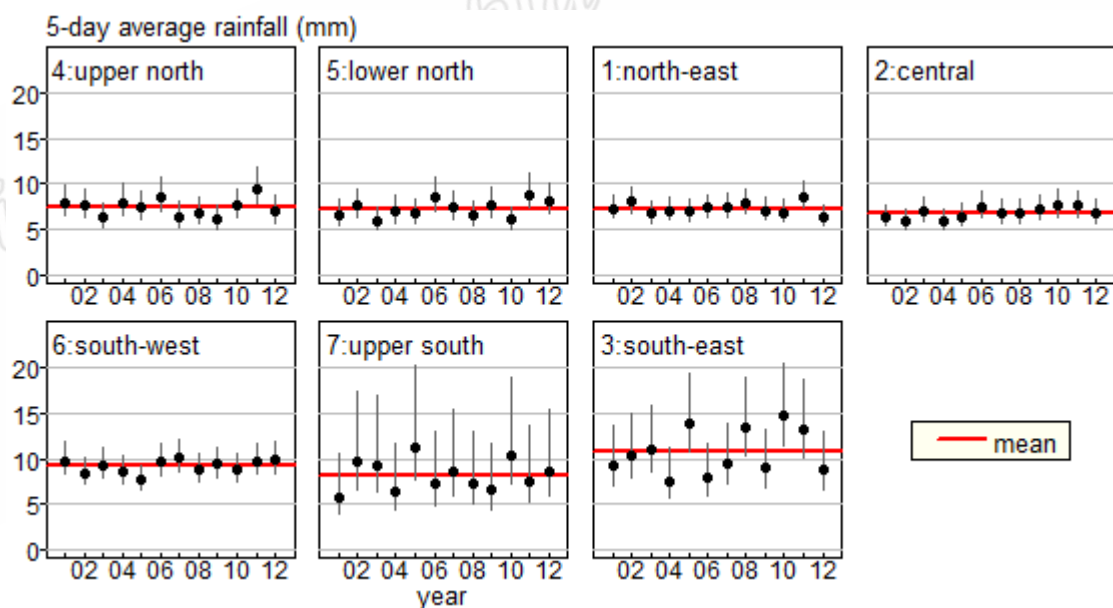 5-day average rainfall (mm)
4:upper north 5:lower north 1:north-east 2:central
20
15
10
5
0
02 04 06 08 10 12 02 04 06 08 10 12 02 04 06 08 10 12 02 04 06 08 10 12
6:south-west 7:upper south 3:south-east
20
15
10
5
0
mean
02 04 06 08 10 12 02 04 06 08 10 12 02 04 06 08 10 12
year